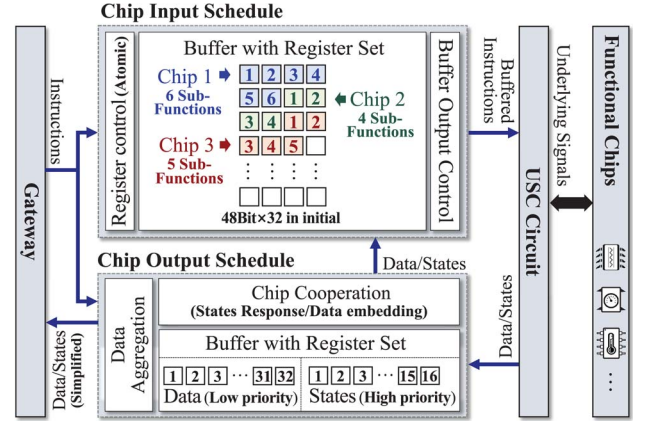 Chip Input Schedule
Gateway
Instructions
Register control (Atomic)
Buffer with Register Set
Chip 1
6 Sub-
Functions
1 2 3 4
5 6 1 2
3 4 1 2
3 4 5
Chip 2
4 Sub-
Functions
Chip 3
5 Sub-
Functions
48Bit×32 in initial
Buffer Output Control
Buffered
Instructions
USC Circuit
Underlying
Signals
Functional Chips
Chip Output Schedule
Data/States
Data/States
(Simplified)
Data
Aggregation
Chip Cooperation
(States Response/Data embedding)
Buffer with Register Set
1 2 3 ··· 31 32
Data (Low priority)
1 2 3 ··· 15 16
States (High priority)
Data/States